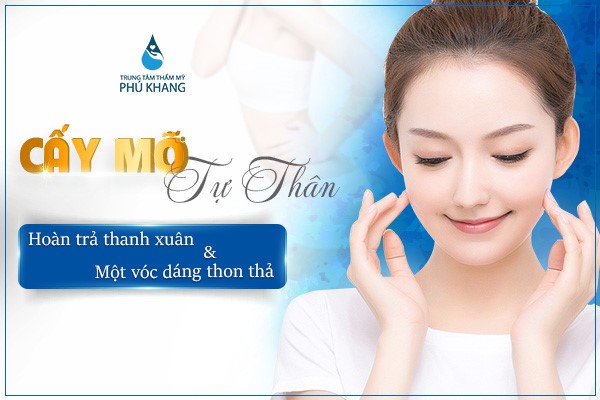 TRUNG TÂM THẨM MỸ
PHÚ KHANG
CẤY MỠ
Tự Thân
Hoàn trả thanh xuân
&
Một vóc dáng thon thả